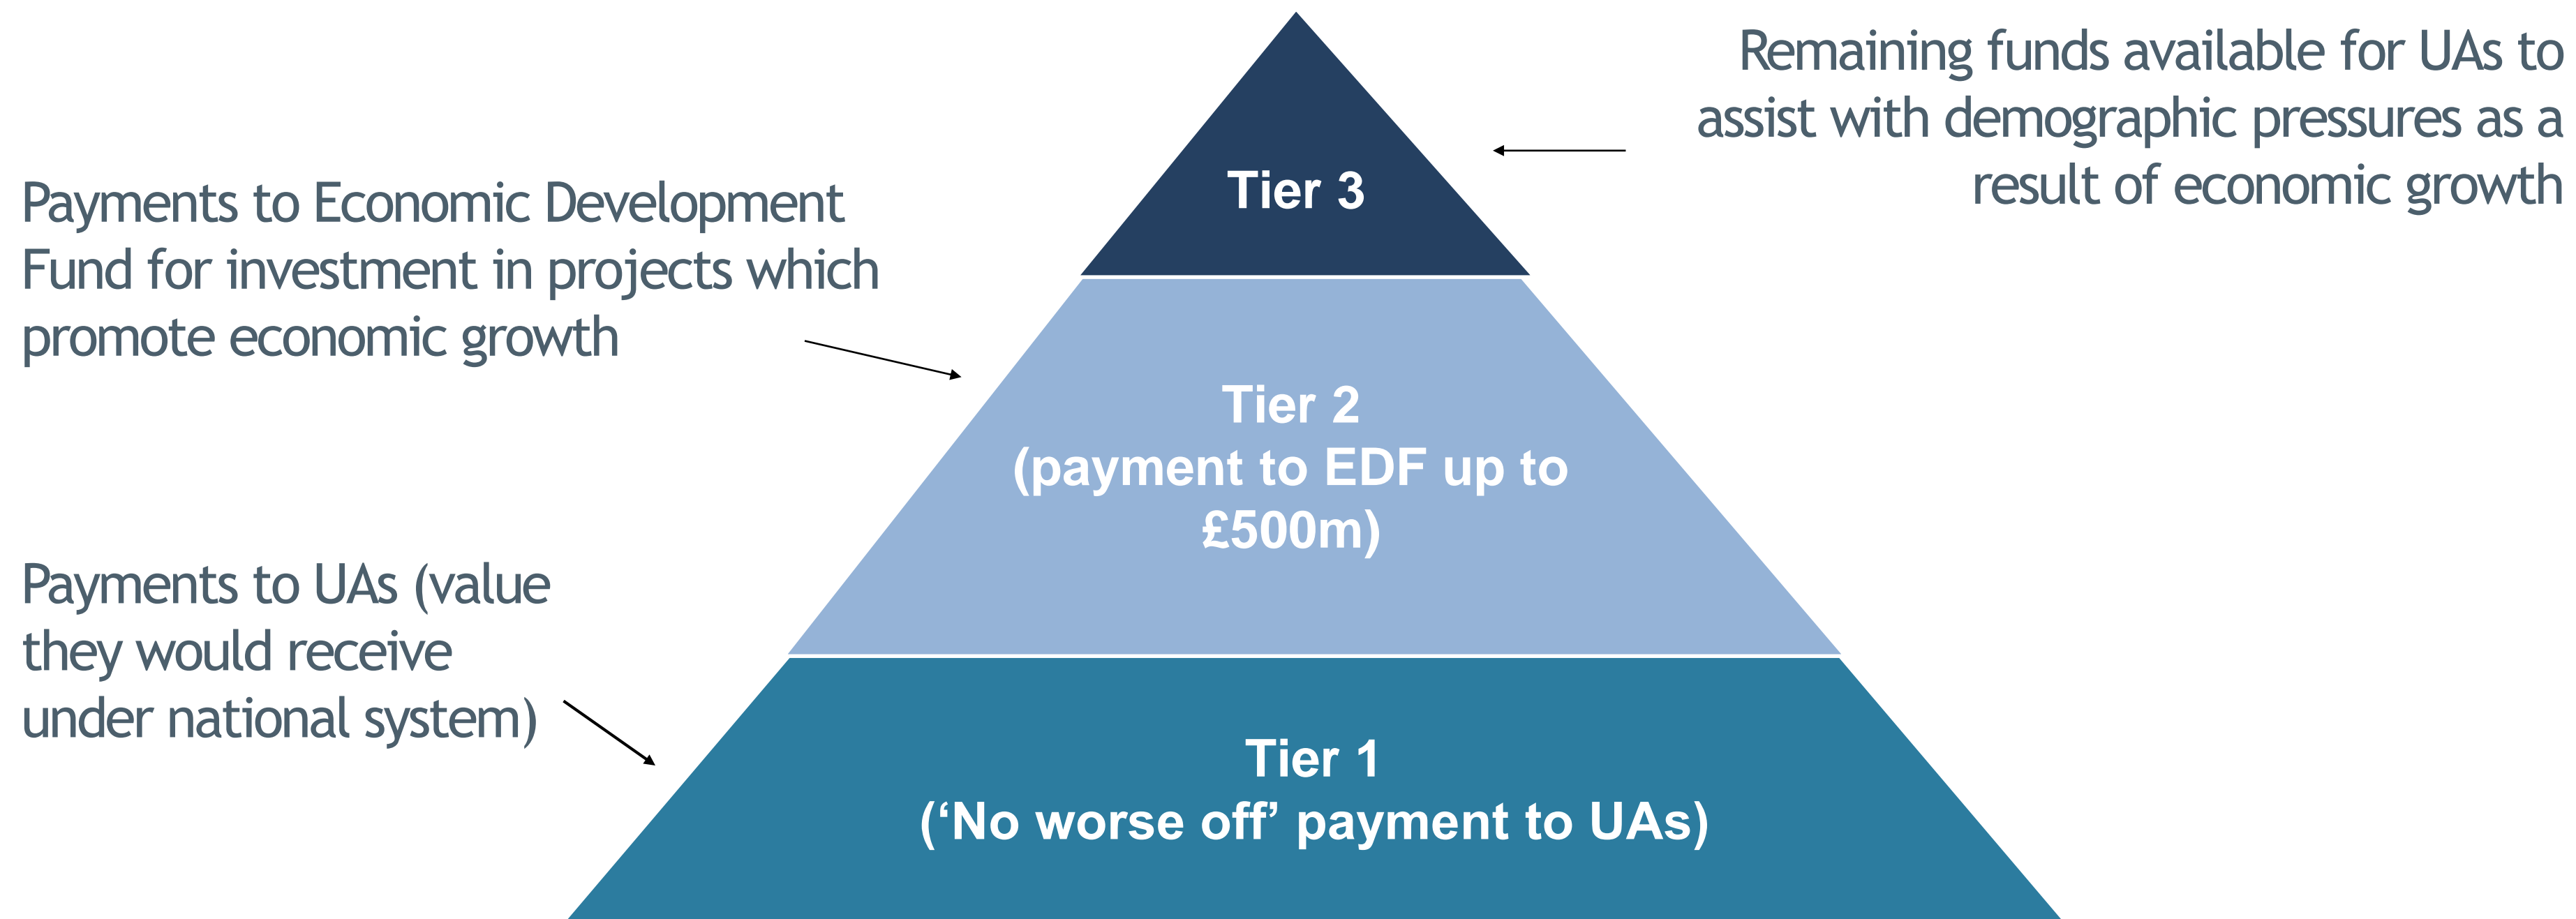 Remaining funds available for UAs to
assist with demographic pressures as a
result of economic growth
Tier 3
Payments to Economic Development
Fund for investment in projects which
promote economic growth
Tier 2
(payment to EDF up to
£500m)
Payments to UAs (value
they would receive
under national system)
Tier 1
(‘No worse off’ payment to UAs)